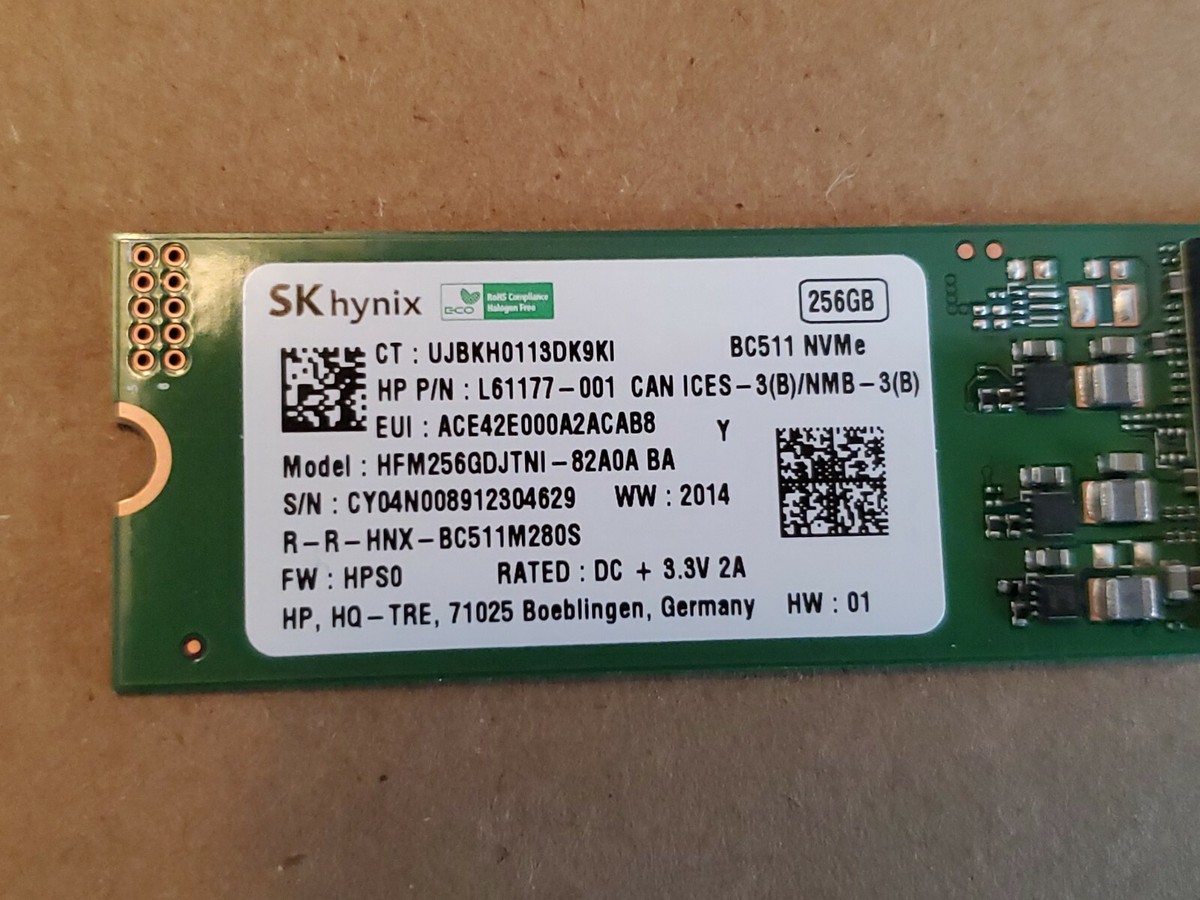 SK hynix
eco
RoHS Compliance
Halogen Free
256GB
CT : UJBKH0113DK9KI
BC511 NVMe
HP P/N : L61177-001 CAN ICES-3(B)/NMB-3(B)
EUI : ACE42E000A2ACAB8
Y
Model : HFM256GDJTNI-82A0A BA
S/N : CY04N008912304629 WW : 2014
R-R-HNX-BC511M280S
FW : HPS0 RATED : DC + 3.3V 2A
HP, HQ-TRE, 71025 Boeblingen, Germany HW : 01